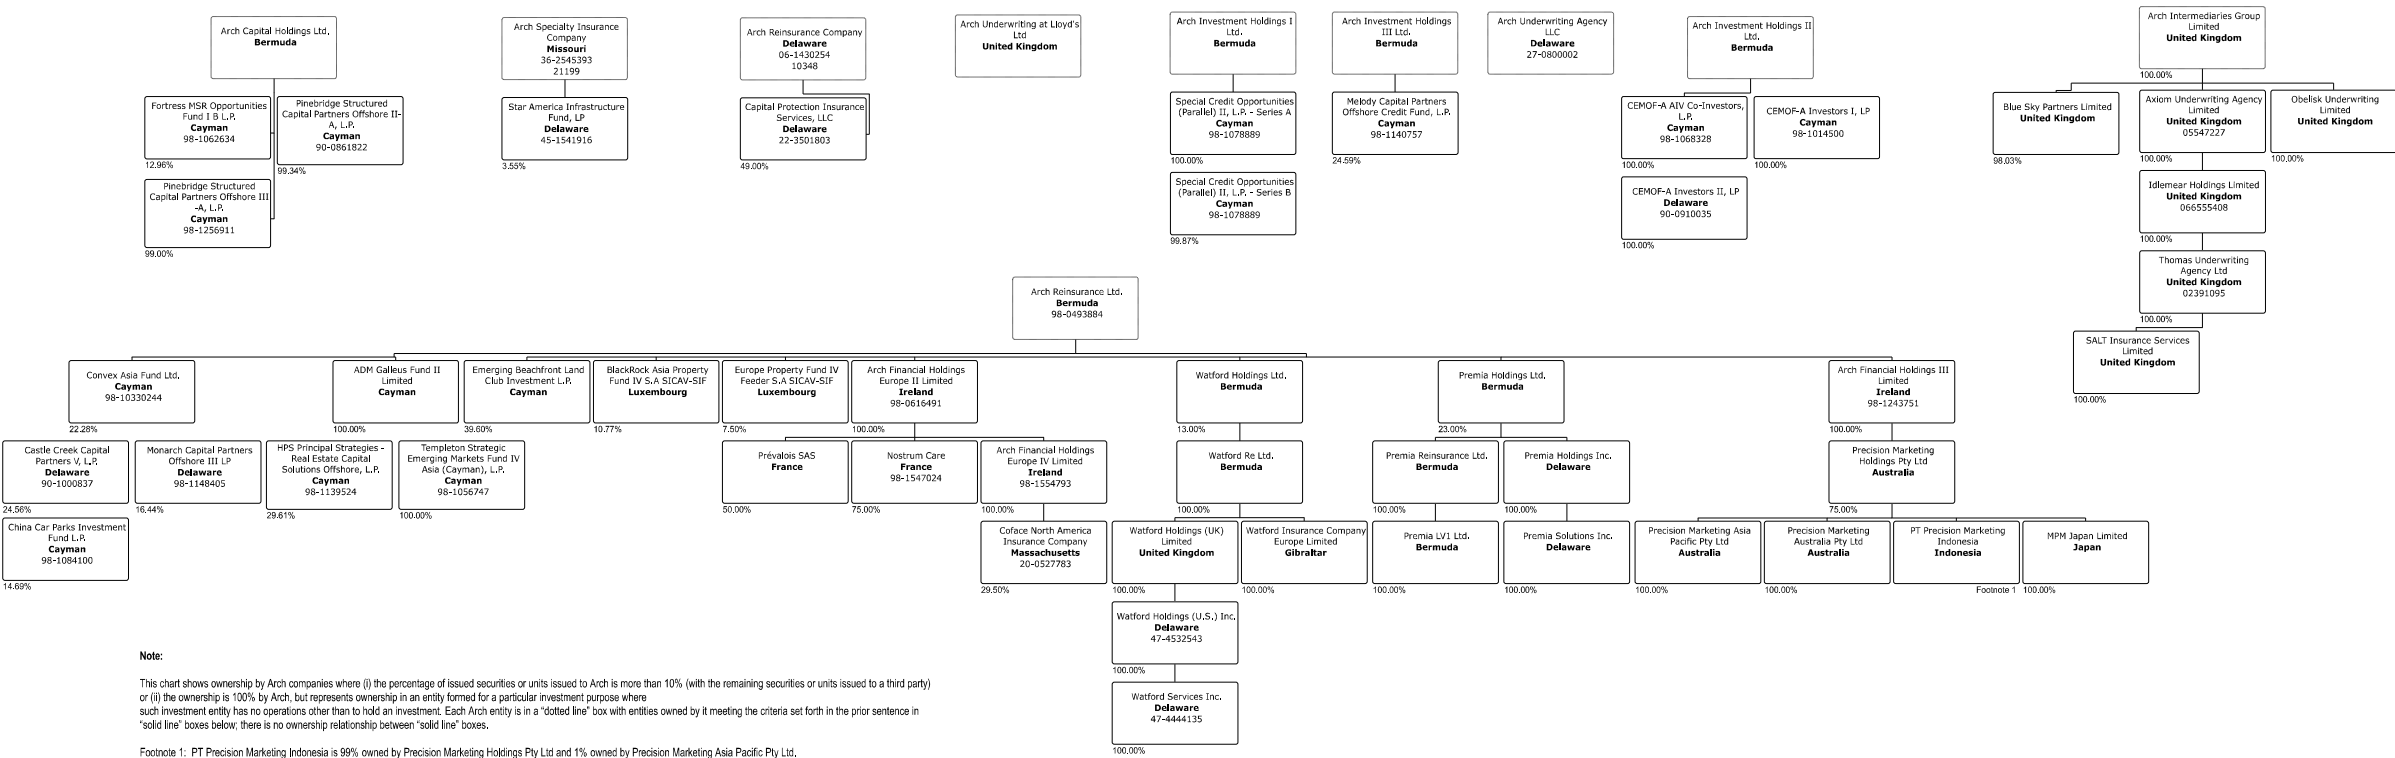 Arch Capital Holdings Ltd.
Bermuda
Arch Specialty Insurance
Company
Missouri
36-2545393
21199
Arch Reinsurance Company
Delaware
06-1430254
10348
Arch Underwriting at Lloyd's
Ltd
United Kingdom
Arch Investment Holdings I
Ltd.
Bermuda
Arch Investment Holdings
III Ltd.
Bermuda
Arch Underwriting Agency
LLC
Delaware
27-0800002
Arch Investment Holdings II
Ltd.
Bermuda
Arch Intermediaries Group
Limited
United Kingdom
100.00%
Fortress MSR Opportunities
Fund I B L.P.
Cayman
98-1062634
12.96%
Pinebridge Structured
Capital Partners Offshore II-
A, L.P.
Cayman
90-0861822
99.34%
Star America Infrastructure
Fund, LP
Delaware
45-1541916
3.55%
Capital Protection Insurance
Services, LLC
Delaware
22-3501803
49.00%
Special Credit Opportunities
(Parallel) II, L.P. - Series A
Cayman
98-1078889
100.00%
Melody Capital Partners
Offshore Credit Fund, L.P.
Cayman
98-1140757
24.59%
CEMOF-A AIV Co-Investors,
L.P.
Cayman
98-1068328
100.00%
CEMOF-A Investors I, LP
Cayman
98-1014500
100.00%
Blue Sky Partners Limited
United Kingdom
98.03%
Axiom Underwriting Agency
Limited
United Kingdom
05547227
100.00%
Obelisk Underwriting
Limited
United Kingdom
100.00%
Pinebridge Structured
Capital Partners Offshore III
-A, L.P.
Cayman
98-1256911
99.00%
Special Credit Opportunities
(Parallel) II, L.P. - Series B
Cayman
98-1078889
99.87%
CEMOF-A Investors II, LP
Delaware
90-0910035
100.00%
Idlemear Holdings Limited
United Kingdom
066555408
100.00%
Thomas Underwriting
Agency Ltd
United Kingdom
02391095
100.00%
SALT Insurance Services
Limited
United Kingdom
100.00%
Arch Reinsurance Ltd.
Bermuda
98-0493884
Convex Asia Fund Ltd.
Cayman
98-10330244
22.28%
ADM Galleus Fund II
Limited
Cayman
100.00%
Emerging Beachfront Land
Club Investment L.P.
Cayman
39.60%
BlackRock Asia Property
Fund IV S.A SICAV-SIF
Luxembourg
10.77%
Europe Property Fund IV
Feeder S.A SICAV-SIF
Luxembourg
7.50%
Arch Financial Holdings
Europe II Limited
Ireland
98-0616491
100.00%
Watford Holdings Ltd.
Bermuda
13.00%
Premia Holdings Ltd.
Bermuda
23.00%
Arch Financial Holdings III
Limited
Ireland
98-1243751
100.00%
Castle Creek Capital
Partners V, L.P.
Delaware
90-1000837
24.56%
Monarch Capital Partners
Offshore III LP
Delaware
98-1148405
16.44%
HPS Principal Strategies -
Real Estate Capital
Solutions Offshore, L.P.
Cayman
98-1139524
29.61%
Templeton Strategic
Emerging Markets Fund IV
Asia (Cayman), L.P.
Cayman
98-1056747
100.00%
Prévalois SAS
France
50.00%
Nostrum Care
France
98-1547024
75.00%
Arch Financial Holdings
Europe IV Limited
Ireland
98-1554793
100.00%
Watford Re Ltd.
Bermuda
100.00%
Premia Reinsurance Ltd.
Bermuda
100.00%
Premia Holdings Inc.
Delaware
100.00%
Precision Marketing
Holdings Pty Ltd
Australia
75.00%
China Car Parks Investment
Fund L.P.
Cayman
98-1084100
14.69%
Coface North America
Insurance Company
Massachusetts
20-0527783
29.50%
Watford Holdings (UK)
Limited
United Kingdom
100.00%
Watford Insurance Company
Europe Limited
Gibraltar
100.00%
Premia LV1 Ltd.
Bermuda
100.00%
Premia Solutions Inc.
Delaware
100.00%
Precision Marketing Asia
Pacific Pty Ltd
Australia
100.00%
Precision Marketing
Australia Pty Ltd
Australia
100.00%
PT Precision Marketing
Indonesia
Indonesia
Footnote 1
MPM Japan Limited
Japan
100.00%
Watford Holdings (U.S.) Inc.
Delaware
47-4532543
100.00%
Watford Services Inc.
Delaware
47-4444135
100.00%
Note:
This chart shows ownership by Arch companies where (i) the percentage of issued securities or units issued to Arch is more than 10% (with the remaining securities or units issued to a third party)
or (ii) the ownership is 100% by Arch, but represents ownership in an entity formed for a particular investment purpose where
such investment entity has no operations other than to hold an investment. Each Arch entity is in a “dotted line” box with entities owned by it meeting the criteria set forth in the prior sentence in
“solid line” boxes below; there is no ownership relationship between “solid line” boxes.
Footnote 1: PT Precision Marketing Indonesia is 99% owned by Precision Marketing Holdings Pty Ltd and 1% owned by Precision Marketing Asia Pacific Pty Ltd.